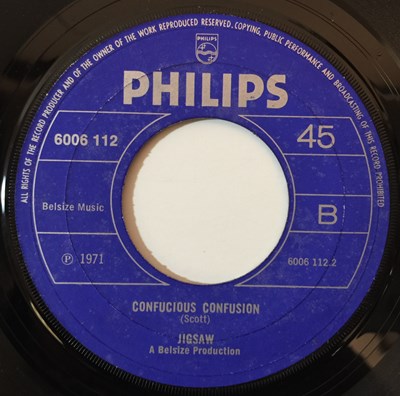 ALL RIGHTS OF THE RECORD PRODUCER AND OF THE OWNER OF THE WORK REPRODUCED RESERVED. COPYING, PUBLIC PERFORMANCE AND BROADCASTING OF THIS RECORD PROHIBITED
PHILIPS
PHILIPS
6006 112
45
Belsize Music
B
℗ 1971
6006 112.2
CONFUCIOUS CONFUSION
(Scott)
JIGSAW
A Belsize Production